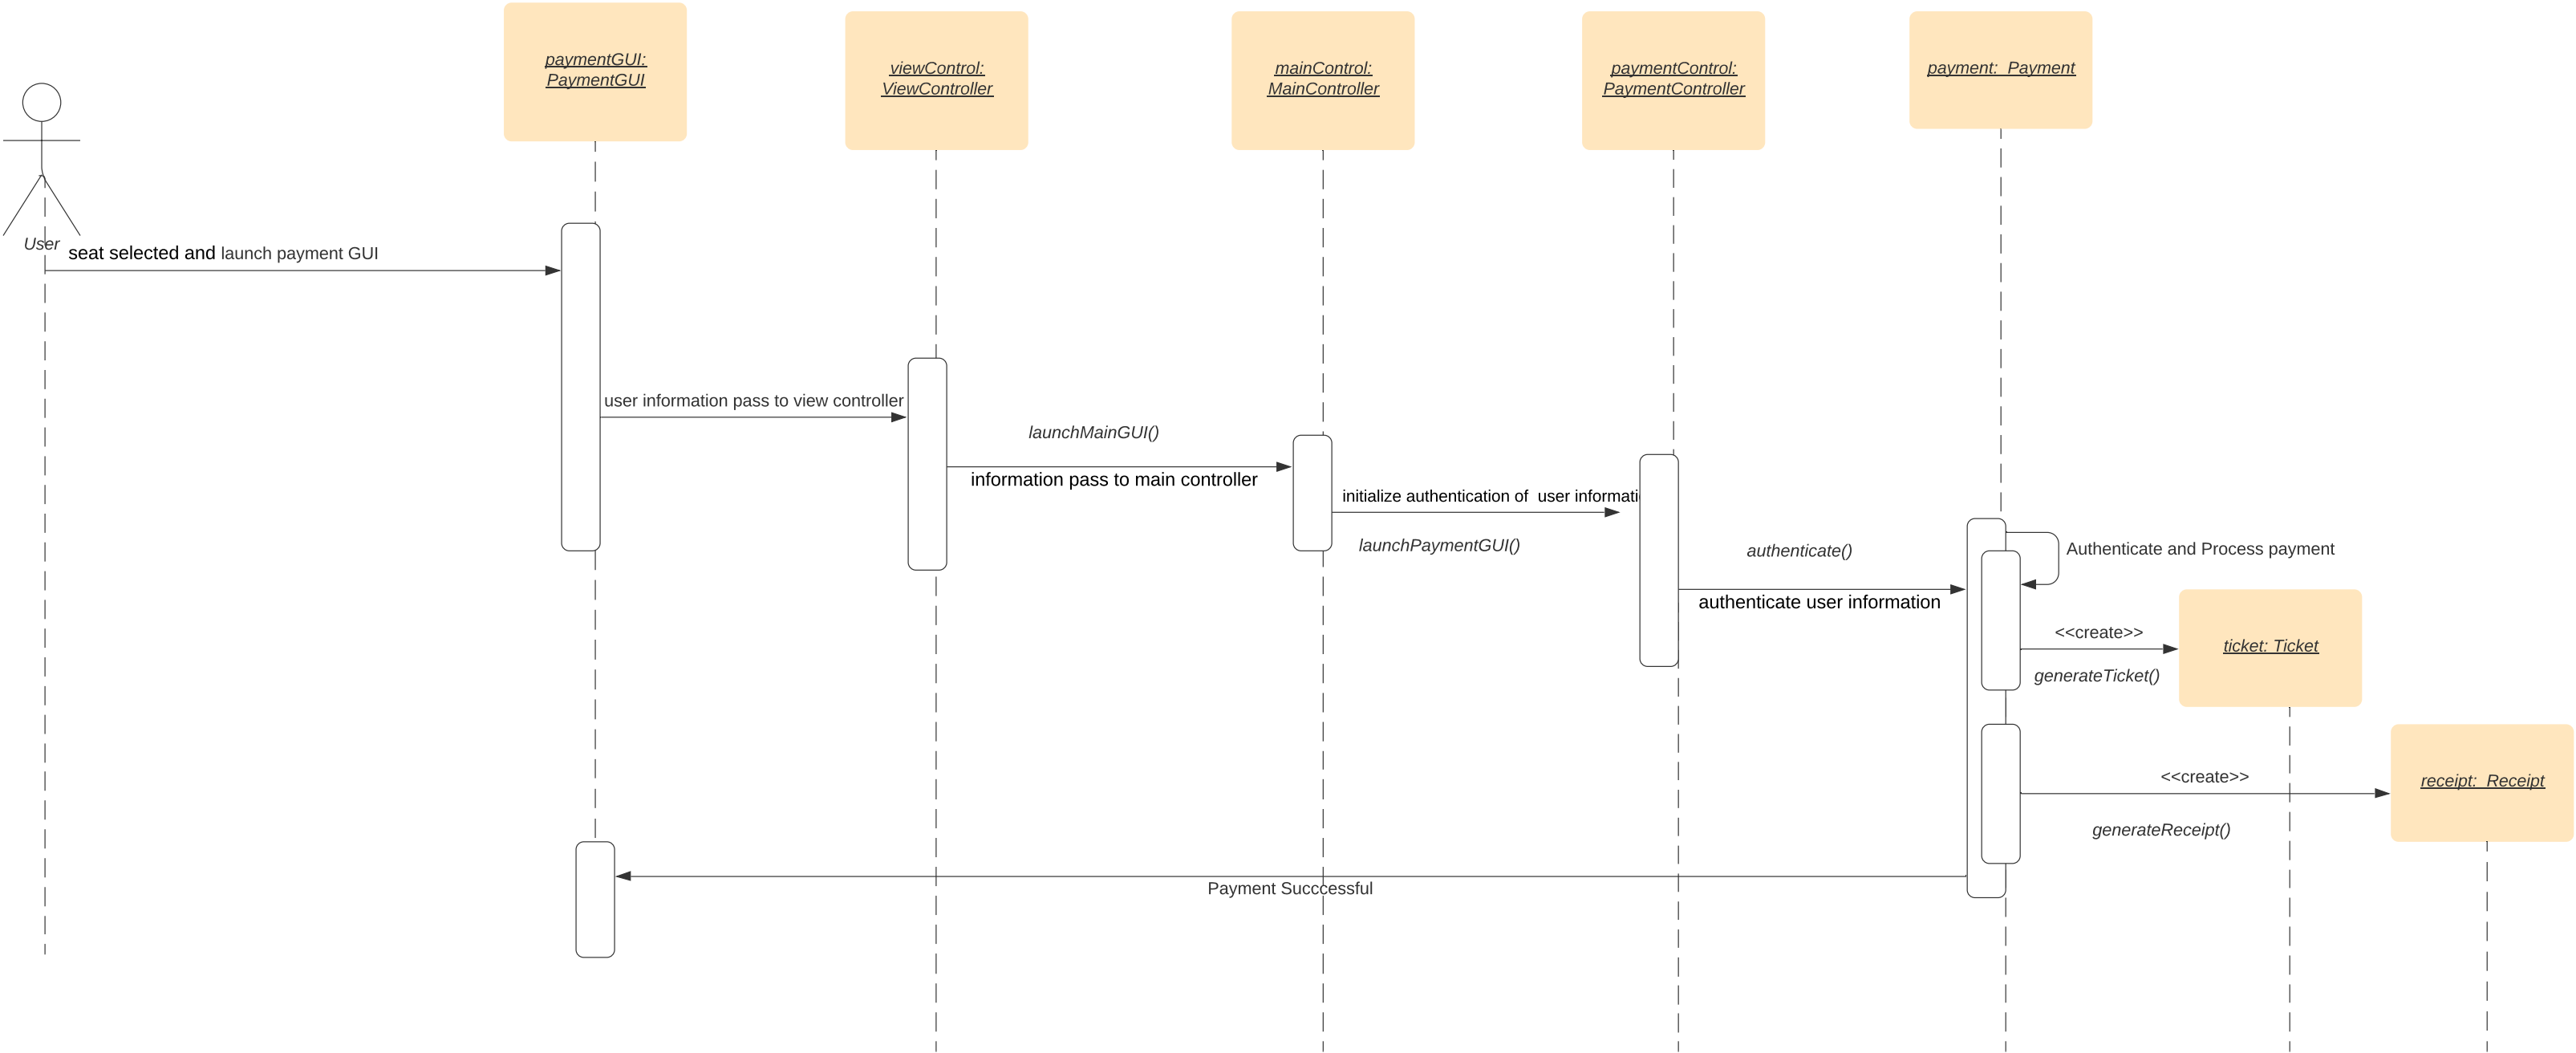 paymentGUI:
PaymentGUI
viewControl:
ViewController
mainControl:
MainController
paymentControl:
PaymentController
payment:  Payment
User
seat selected and launch payment GUI
user information pass to view controller
launchMainGUI()
information pass to main controller
initialize authentication of  user informati
launchPaymentGUI()
authenticate()
authenticate user information
Authenticate and Process payment
<<create>>
generateTicket()
ticket: Ticket
<<create>>
generateReceipt()
receipt:  Receipt
Payment Succcessful